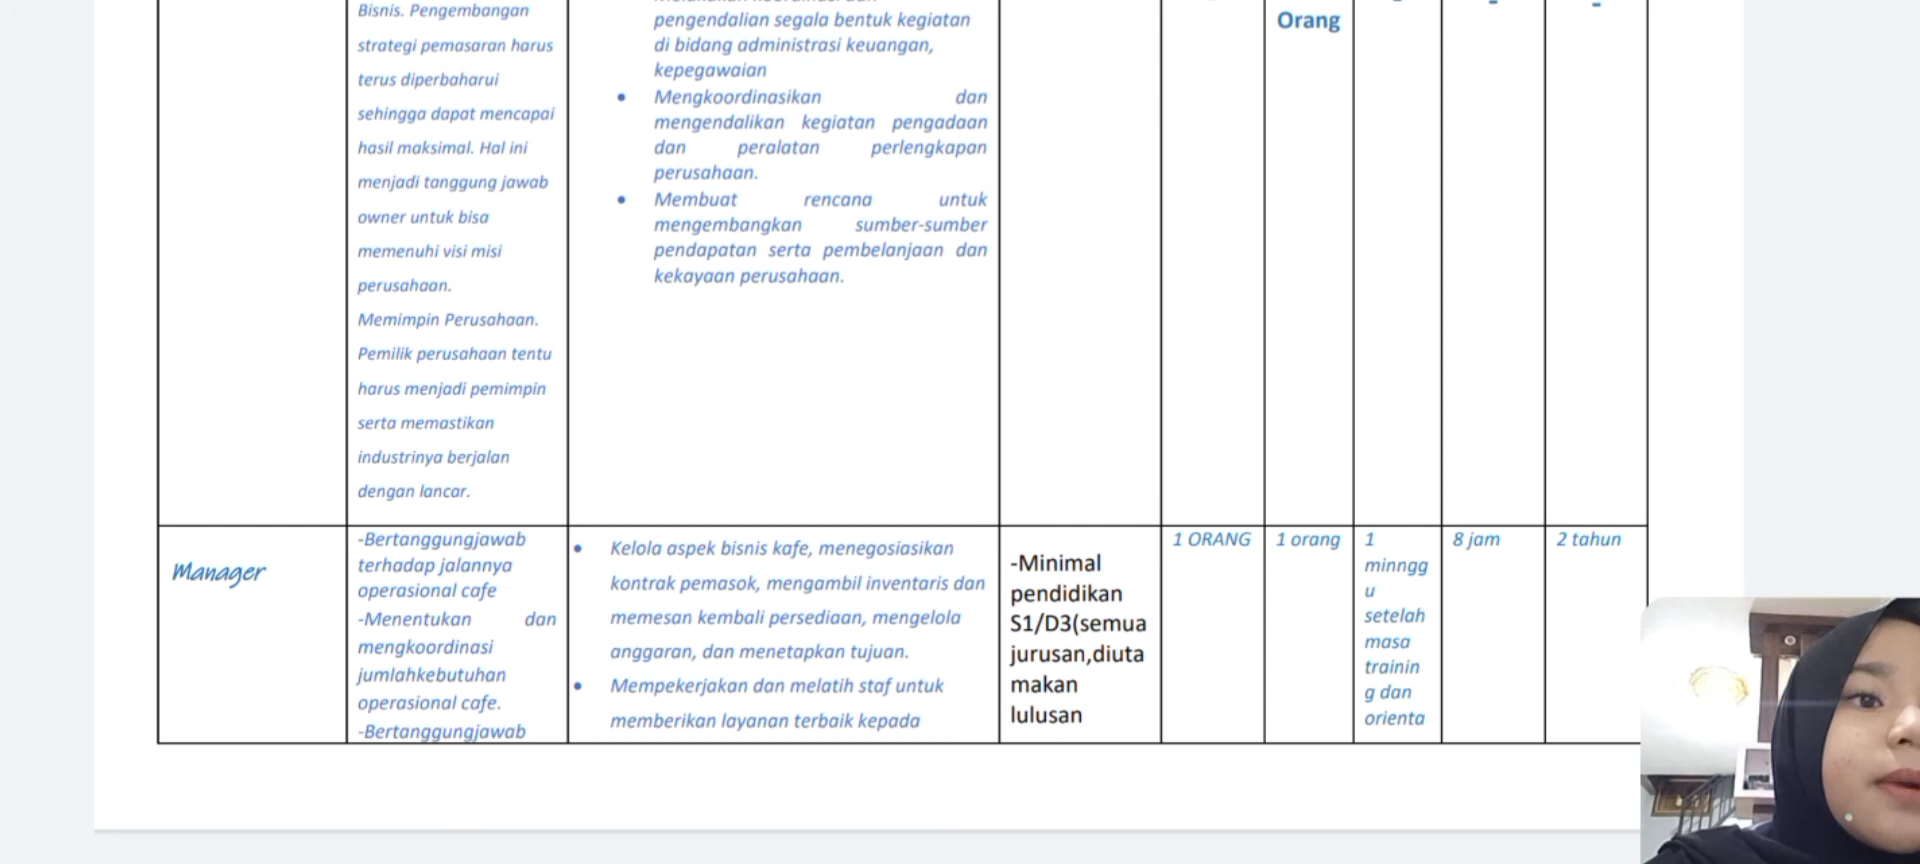 Bisnis. Pengembangan
strategi pemasaran harus
terus diperbaharui
sehingga dapat mencapai
hasil maksimal. Hal ini
menjadi tanggung jawab
owner untuk bisa
memenuhi visi misi
perusahaan.
Memimpin Perusahaan.
Pemilik perusahaan tentu
harus menjadi pemimpin
serta memastikan
industrinya berjalan
dengan lancar.
pengendalian segala bentuk kegiatan
di bidang administrasi keuangan,
kepegawaian
• Mengkoordinasikan dan
mengendalikan kegiatan pengadaan
dan peralatan perlengkapan
perusahaan.
• Membuat rencana untuk
mengembangkan sumber-sumber
pendapatan serta pembelanjaan dan
kekayaan perusahaan.
Orang
Manager
-Bertanggungjawab
terhadap jalannya
operasional cafe
-Menentukan dan
mengkoordinasi
jumlahkebutuhan
operasional cafe.
-Bertanggungjawab
• Kelola aspek bisnis kafe, menegosiasikan
kontrak pemasok, mengambil inventaris dan
memesan kembali persediaan, mengelola
anggaran, dan menetapkan tujuan.
• Mempekerjakan dan melatih staf untuk
memberikan layanan terbaik kepada
-Minimal
pendidikan
S1/D3(semua
jurusan,diuta
makan
lulusan
1 ORANG
1 orang
1
minngg
u
setelah
masa
trainin
g dan
orienta
8 jam
2 tahun